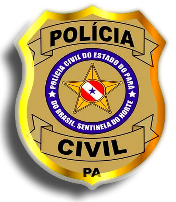 POLÍCIA
POLÍCIA CIVIL DO ESTADO DO PARÁ
DO BRASIL SENTINELA DO NORTE
CIVIL
PA